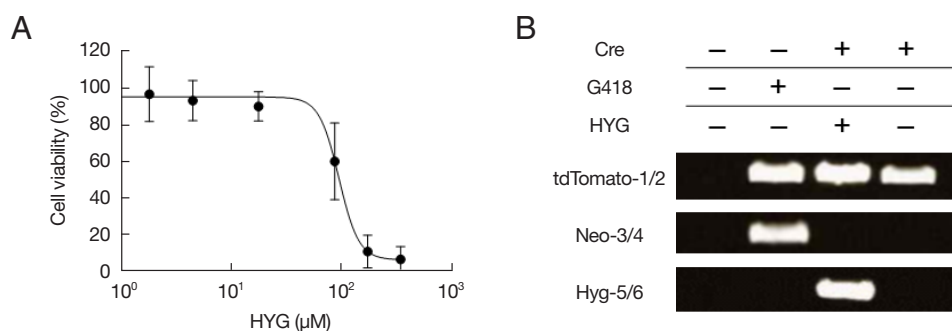 A
120
100
80
60
40
20
0
Cell viability (%)
10⁰ 10¹ 10² 10³
HYG (μM)
B
Cre – – + +
G418 – + – –
HYG – – + –
tdTomato-1/2
Neo-3/4
Hyg-5/6